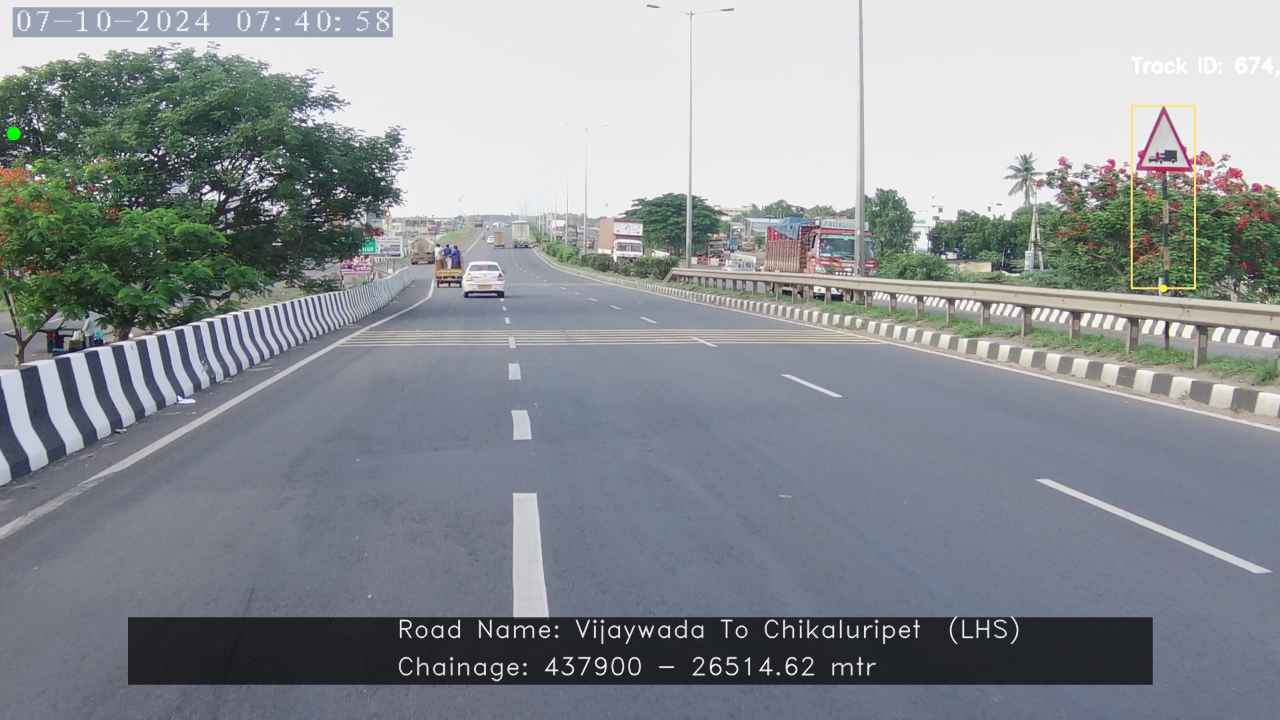 07-10-2024 07:40:58
Track ID: 674,
Road Name: Vijaywada To Chikaluripet (LHS)
Chainage: 437900 - 26514.62 mtr